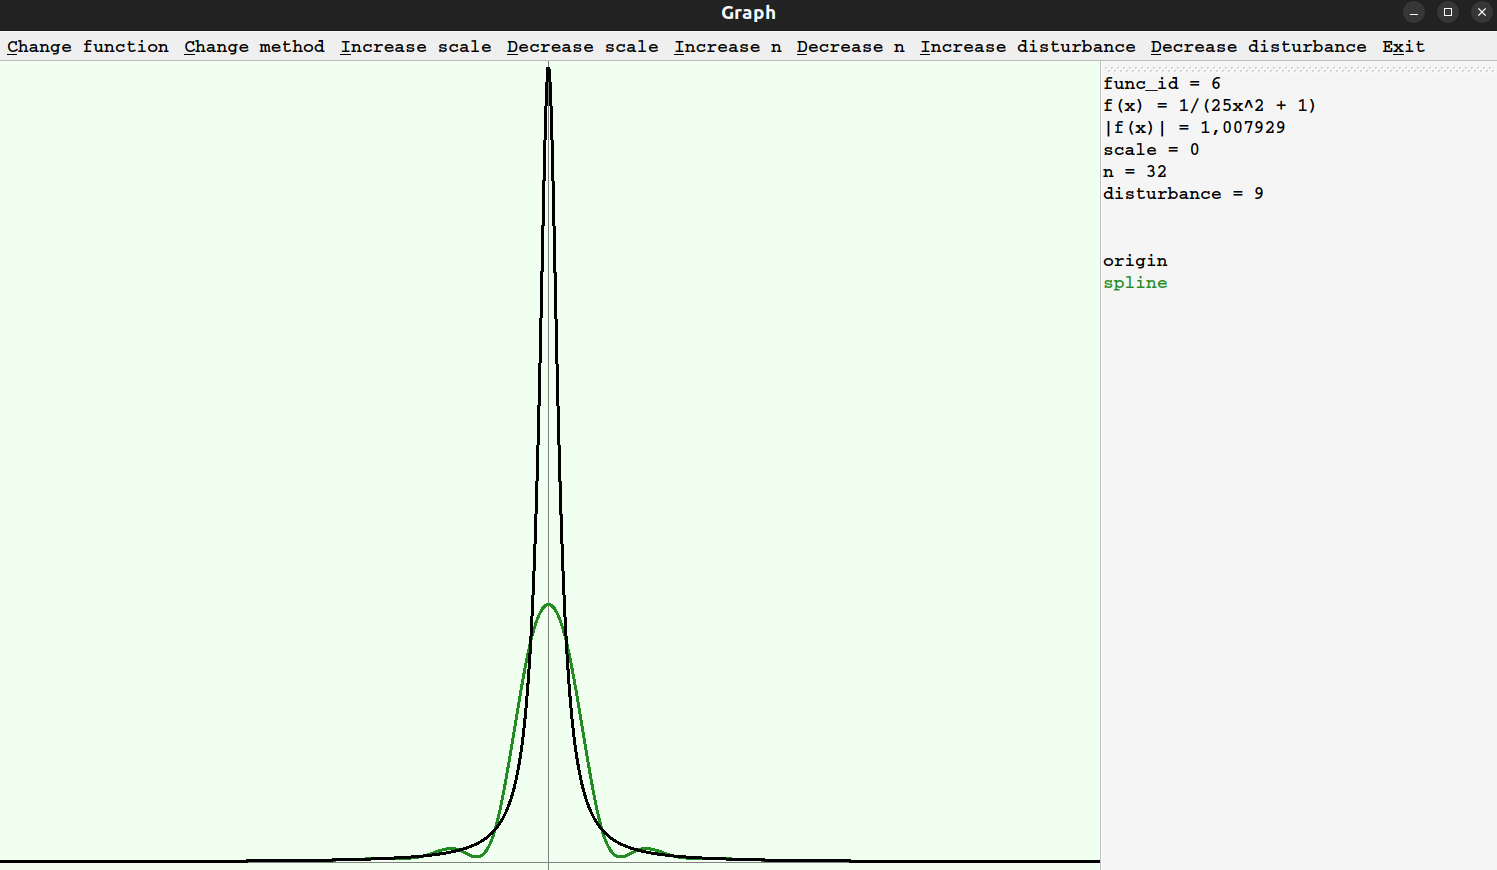 Graph
Change function Change method Increase scale Decrease scale Increase n Decrease n Increase disturbance Decrease disturbance Exit
func_id = 6
f(x) = 1/(25x^2 + 1)
|f(x)| = 1,007929
scale = 0
n = 32
disturbance = 9
origin
spline